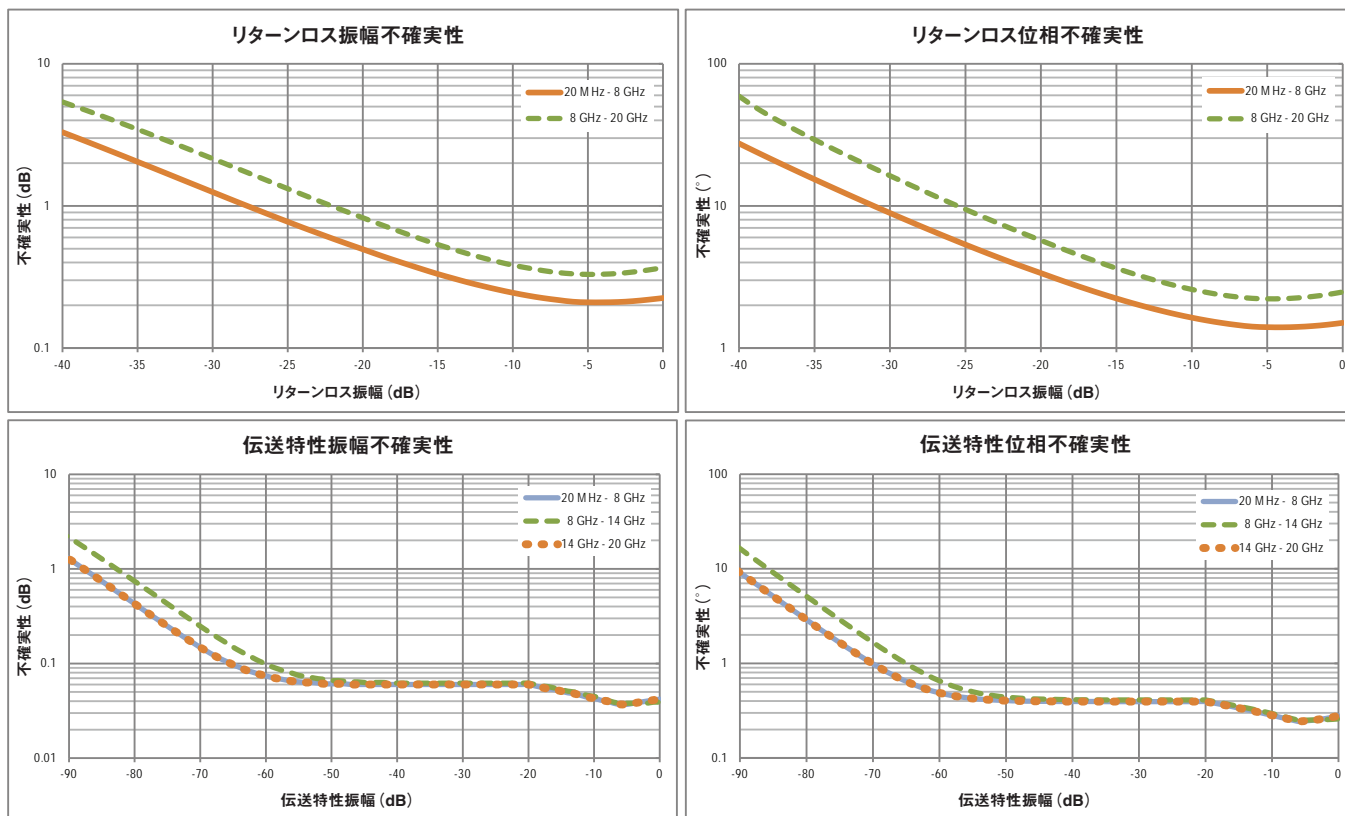 リターンロス振幅不確実性
10
1
0.1
不確実性 (dB)
20 MHz - 8 GHz
8 GHz - 20 GHz
-40 -35 -30 -25 -20 -15 -10 -5 0
リターンロス振幅 (dB)
リターンロス位相不確実性
100
10
1
不確実性 (°)
20 MHz - 8 GHz
8 GHz - 20 GHz
-40 -35 -30 -25 -20 -15 -10 -5 0
リターンロス振幅 (dB)
伝送特性振幅不確実性
10
1
0.1
0.01
不確実性 (dB)
20 MHz - 8 GHz
8 GHz - 14 GHz
14 GHz - 20 GHz
-90 -80 -70 -60 -50 -40 -30 -20 -10 0
伝送特性振幅 (dB)
伝送特性位相不確実性
100
10
1
0.1
不確実性 (°)
20 MHz - 8 GHz
8 GHz - 14 GHz
14 GHz - 20 GHz
-90 -80 -70 -60 -50 -40 -30 -20 -10 0
伝送特性振幅 (dB)